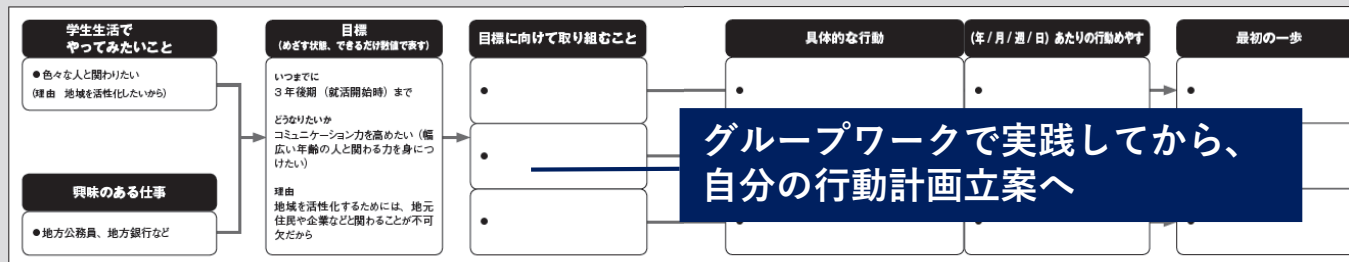 学生生活で
やってみたいこと
●色々な人と関わりたい
(理由　地域を活性化したいから)
興味のある仕事
●地方公務員、地方銀行など
目標
(めざす状態、できるだけ数値で表す)
いつまでに
3年後期（就活開始時）まで
どうなりたいか
コミュニケーション力を高めたい（幅
広い年齢の人と関わる力を身につ
けたい）
理由
地域を活性化するためには、地元
住民や企業などと関わることが不可
欠だから
目標に向けて取り組むこと
●
●
●
具体的な行動
●
(年/月/週/日) あたりの行動めやす
●
最初の一歩
●
グループワークで実践してから、
自分の行動計画立案へ